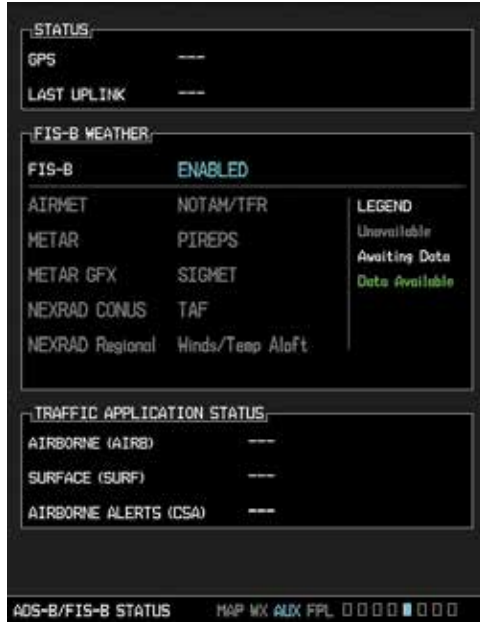 STATUS
GPS ---
LAST UPLINK ---
FIS-B WEATHER
FIS-B ENABLED
AIRMET NOTAM/TFR
METAR PIREPS
METAR GFX SIGMET
NEXRAD CONUS TAF
NEXRAD Regional Winds/Temp Aloft
LEGEND
Unavailable
Awaiting Data
Data Available
TRAFFIC APPLICATION STATUS
AIRBORNE (AIRB) ---
SURFACE (SURF) ---
AIRBORNE ALERTS (CSA) ---
ADS-B/FIS-B STATUS MAP WX AUX FPL